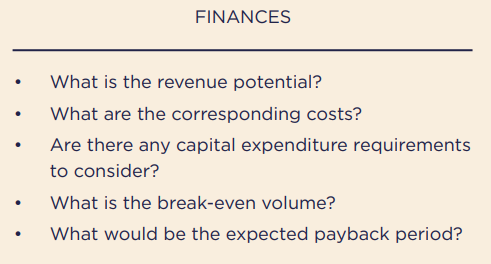 FINANCES
• What is the revenue potential?
• What are the corresponding costs?
• Are there any capital expenditure requirements
to consider?
• What is the break-even volume?
• What would be the expected payback period?